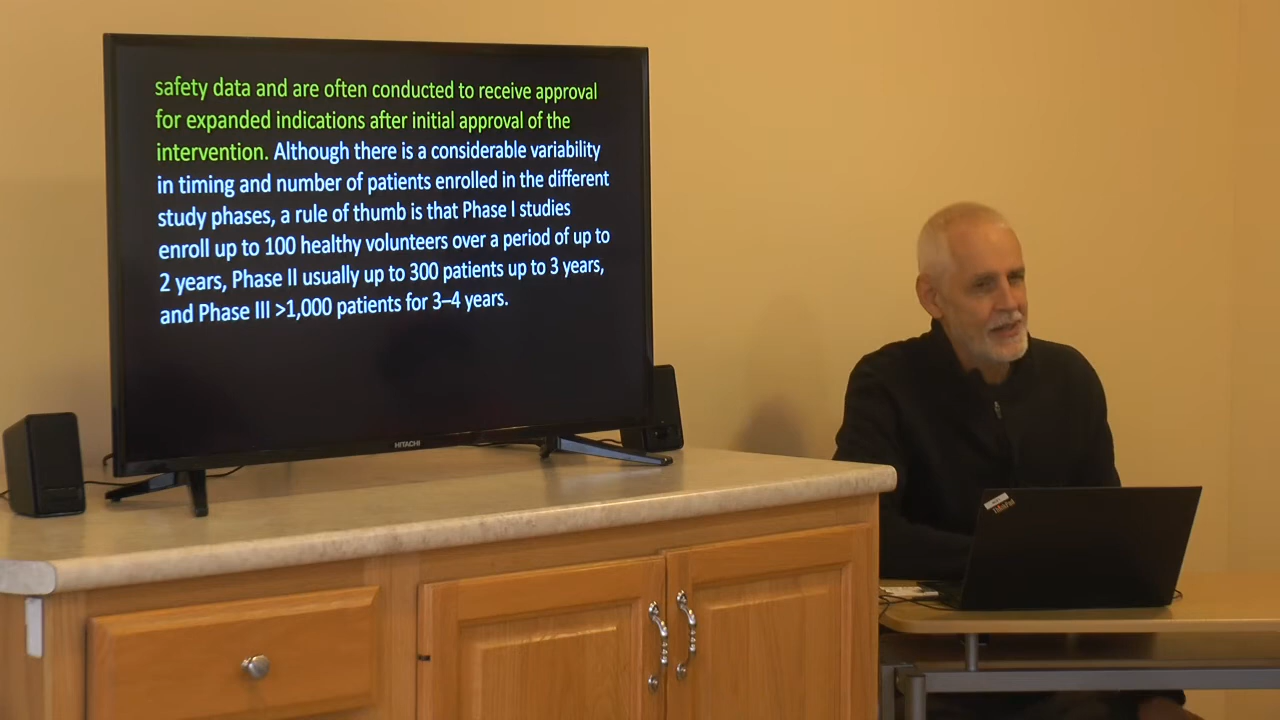 safety data and are often conducted to receive approval
for expanded indications after initial approval of the
intervention. Although there is a considerable variability
in timing and number of patients enrolled in the different
study phases, a rule of thumb is that Phase I studies
enroll up to 100 healthy volunteers over a period of up to
2 years, Phase II usually up to 300 patients up to 3 years,
and Phase III >1,000 patients for 3–4 years.
HITACHI